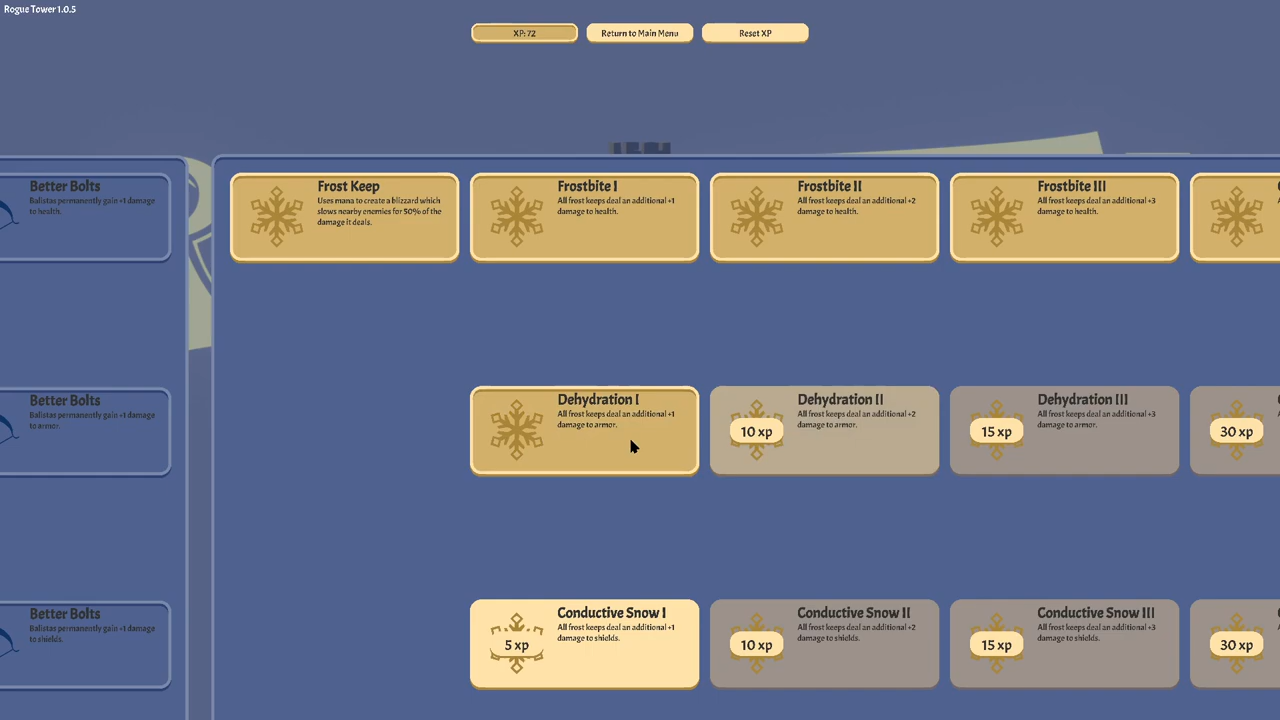 Rogue Tower 1.0.5
XP: 72
Return to Main Menu
Reset XP
Better Bolts
Balistas permanently gain +1 damage
to health.
Frost Keep
Uses mana to create a blizzard which
slows nearby enemies for 50% of the
damage it deals.
Frostbite I
All frost keeps deal an additional +1
damage to health.
Frostbite II
All frost keeps deal an additional +2
damage to health.
Frostbite III
All frost keeps deal an additional +3
damage to health.
Better Bolts
Balistas permanently gain +1 damage
to armor.
Dehydration I
All frost keeps deal an additional +1
damage to armor.
Dehydration II
All frost keeps deal an additional +2
damage to armor.
10 xp
Dehydration III
All frost keeps deal an additional +3
damage to armor.
15 xp
30 xp
Better Bolts
Balistas permanently gain +1 damage
to shields.
Conductive Snow I
All frost keeps deal an additional +1
damage to shields.
5 xp
Conductive Snow II
All frost keeps deal an additional +2
damage to shields.
10 xp
Conductive Snow III
All frost keeps deal an additional +3
damage to shields.
15 xp
30 xp